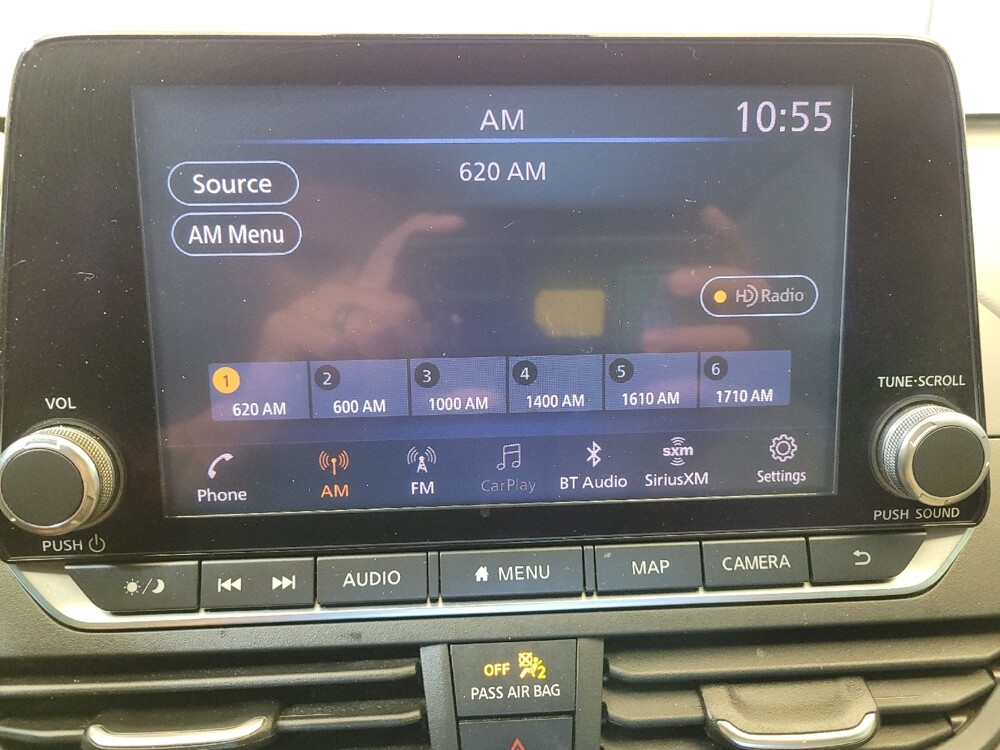 AM
10:55
620 AM
Source
AM Menu
HD Radio
1 2 3 4 5 6
620 AM 600 AM 1000 AM 1400 AM 1610 AM 1710 AM
VOL
TUNE·SCROLL
Phone AM FM CarPlay BT Audio sxm SiriusXM Settings
PUSH
PUSH SOUND
AUDIO MENU MAP CAMERA
OFF 2
PASS AIR BAG